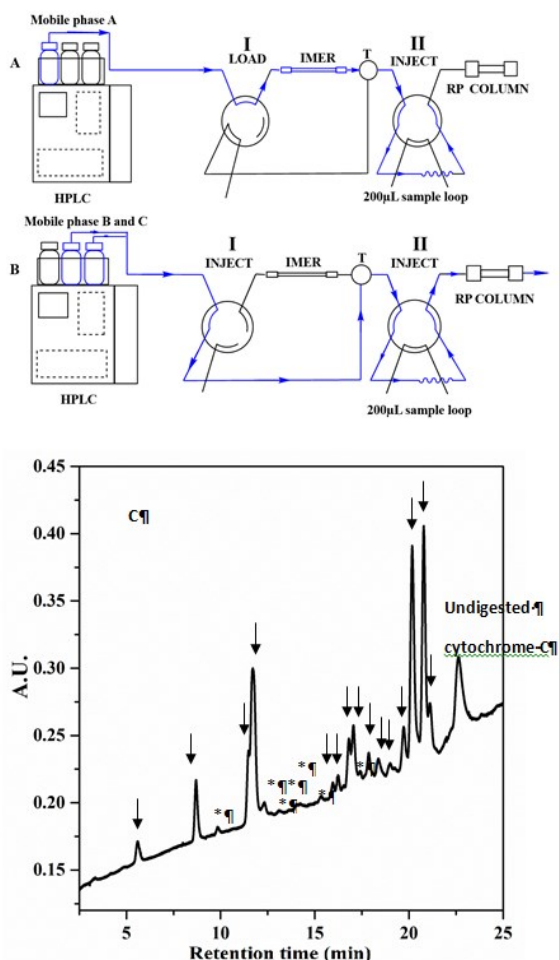 Mobile phase A
A
I
LOAD
IMER
T
II
INJECT
RP COLUMN
HPLC
200µL sample loop
Mobile phase B and C
B
I
INJECT
IMER
T
II
INJECT
RP COLUMN
HPLC
200µL sample loop
C¶
0.45
0.40
0.35
0.30
0.25
0.20
0.15
A.U.
Undigested·¶
cytochrome-C¶
*¶
*¶*¶
*¶
*¶
*¶
*¶
5
10
15
20
25
Retention time (min)